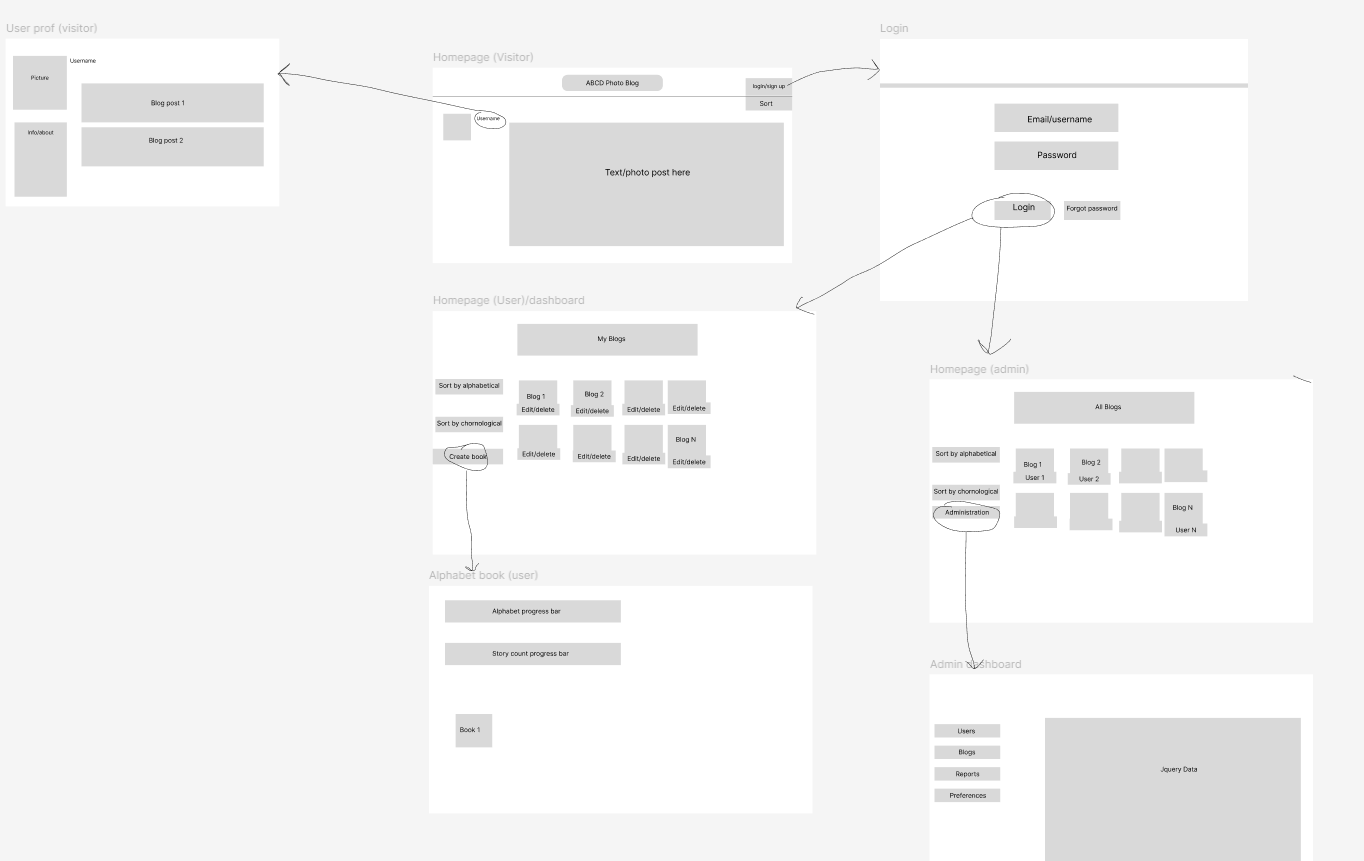 User prof (visitor)
Picture
Username
Blog post 1
Info/about
Blog post 2
Homepage (Visitor)
ABCD Photo Blog
login/sign up
Sort
Username
Text/photo post here
Login
Email/username
Password
Login
Forgot password
Homepage (User)/dashboard
My Blogs
Sort by alphabetical
Sort by chornological
Create book
Blog 1
Edit/delete
Blog 2
Edit/delete
Edit/delete
Edit/delete
Edit/delete
Edit/delete
Edit/delete
Blog N
Edit/delete
Homepage (admin)
All Blogs
Sort by alphabetical
Sort by chornological
Administration
Blog 1
User 1
Blog 2
User 2
Blog N
User N
Alphabet book (user)
Alphabet progress bar
Story count progress bar
Book 1
Admin dashboard
Users
Blogs
Reports
Preferences
Jquery Data